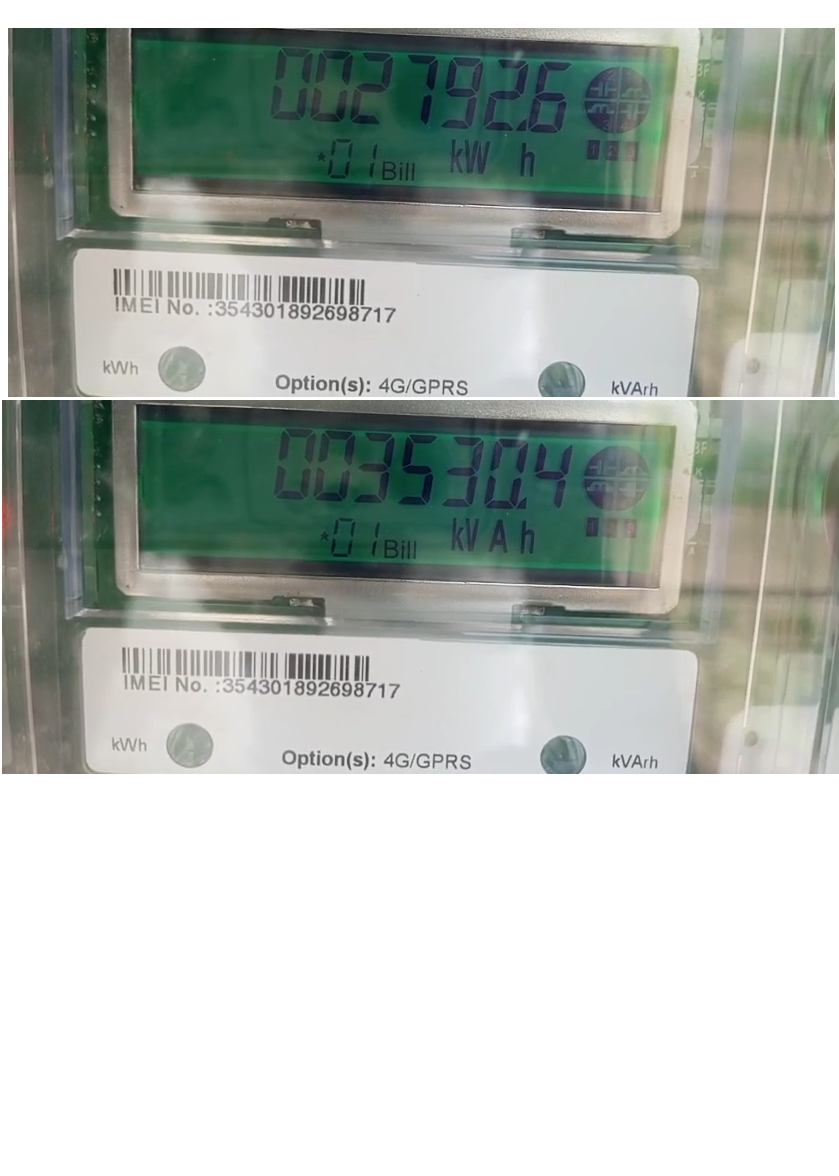 002792.6
*01 Bill kW h
IMEI No. :354301892698717
kWh
Option(s): 4G/GPRS
kVArh
003530.4
*01 Bill kVAh
IMEI No. :354301892698717
kWh
Option(s): 4G/GPRS
kVArh